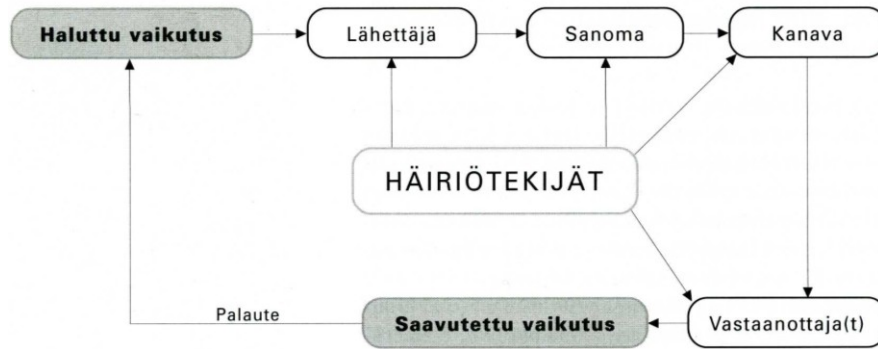 Haluttu vaikutus
Lähettäjä
Sanoma
Kanava
HÄIRIÖTEKIJÄT
Palaute
Saavutettu vaikutus
Vastaanottaja(t)